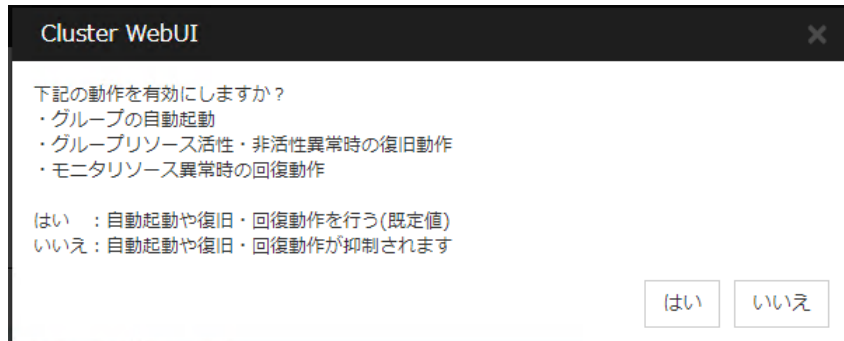 Cluster WebUI
下記の動作を有効にしますか？
・グループの自動起動
・グループリソース活性・非活性異常時の復旧動作
・モニタリソース異常時の回復動作
はい　：自動起動や復旧・回復動作を行う(既定値)
いいえ：自動起動や復旧・回復動作が抑制されます
はい
いいえ